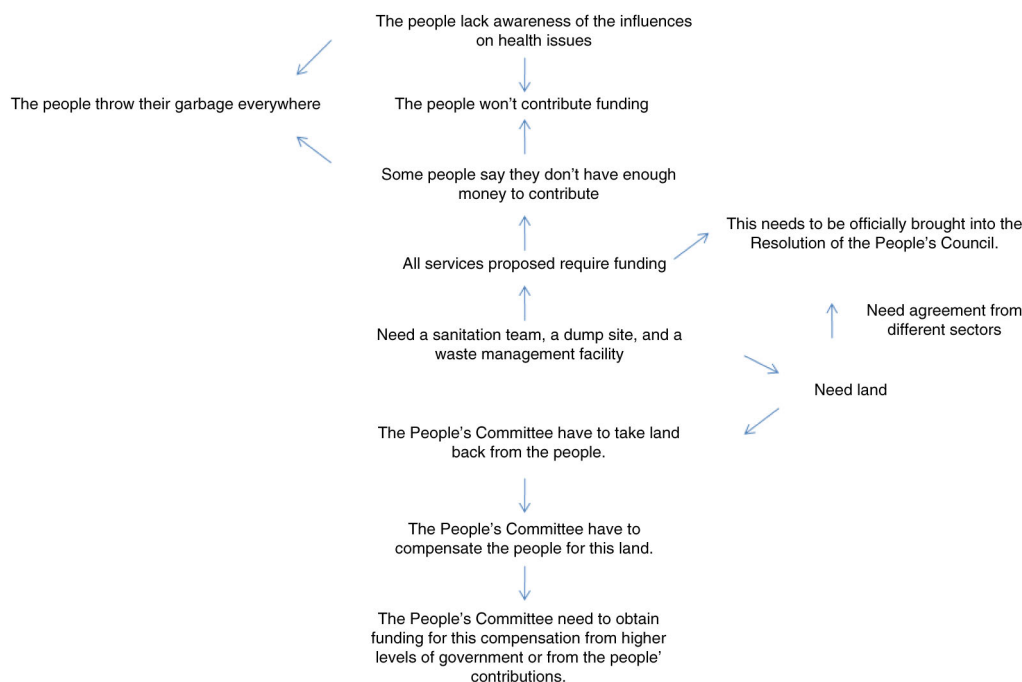 The people lack awareness of the influences
on health issues
The people throw their garbage everywhere
The people won’t contribute funding
Some people say they don’t have enough
money to contribute
This needs to be officially brought into the
Resolution of the People’s Council.
All services proposed require funding
Need agreement from
different sectors
Need a sanitation team, a dump site, and a
waste management facility
Need land
The People’s Committee have to take land
back from the people.
The People’s Committee have to
compensate the people for this land.
The People’s Committee need to obtain
funding for this compensation from higher
levels of government or from the people’
contributions.